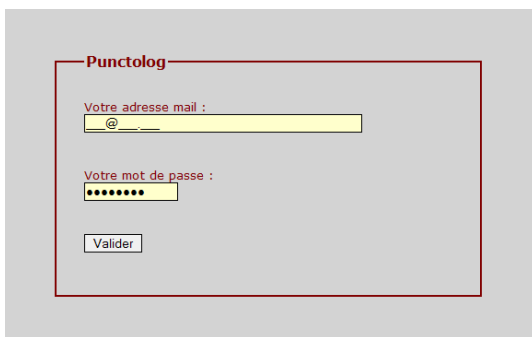 Punctolog
Votre adresse mail :
___@___.___
Votre mot de passe :
••••••••
Valider